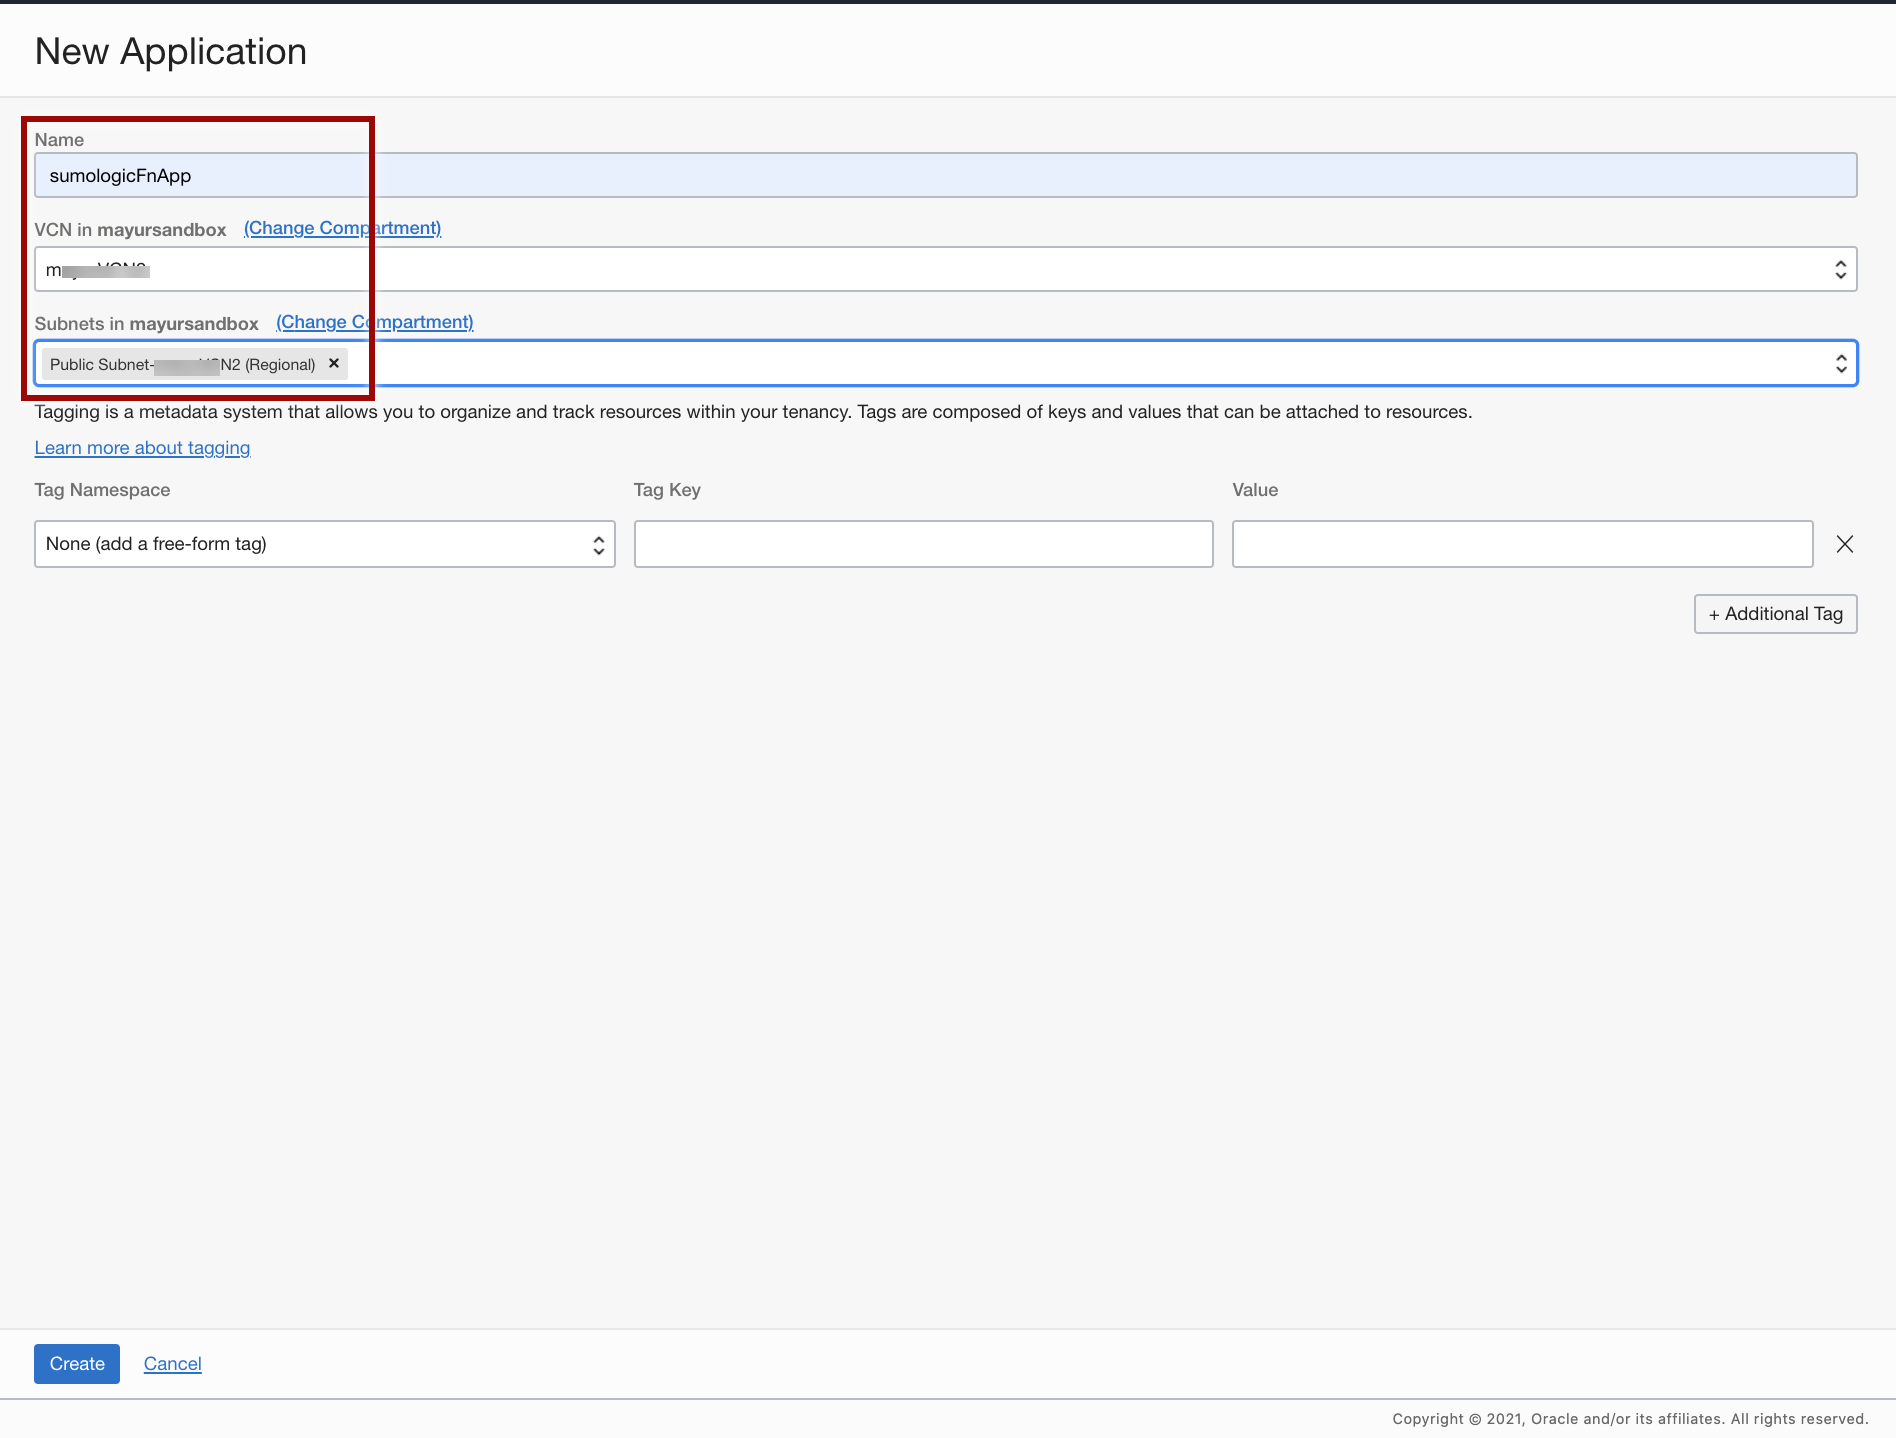 New Application
Name
sumologicFnApp
VCN in mayursandbox (Change Compartment)
Subnets in mayursandbox (Change Compartment)
Public Subnet- N2 (Regional) ×
Tagging is a metadata system that allows you to organize and track resources within your tenancy. Tags are composed of keys and values that can be attached to resources.
Learn more about tagging
Tag Namespace Tag Key Value
None (add a free-form tag)
+ Additional Tag
Create Cancel
Copyright © 2021, Oracle and/or its affiliates. All rights reserved.